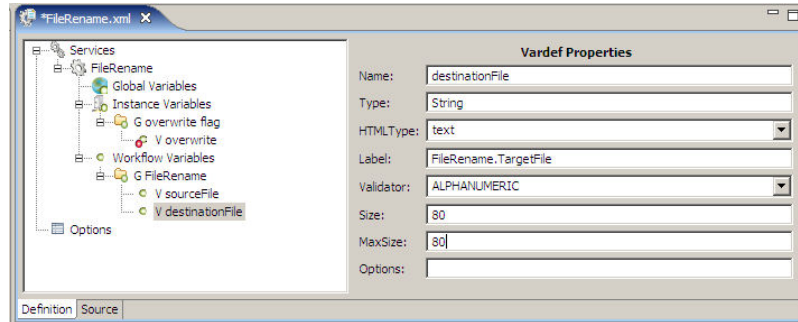 *FileRename.xml
Services
FileRename
Global Variables
Instance Variables
G overwrite flag
V overwrite
Workflow Variables
G FileRename
V sourceFile
V destinationFile
Options
Vardef Properties
Name: destinationFile
Type: String
HTMLType: text
Label: FileRename.TargetFile
Validator: ALPHANUMERIC
Size: 80
MaxSize: 80
Options:
Definition Source